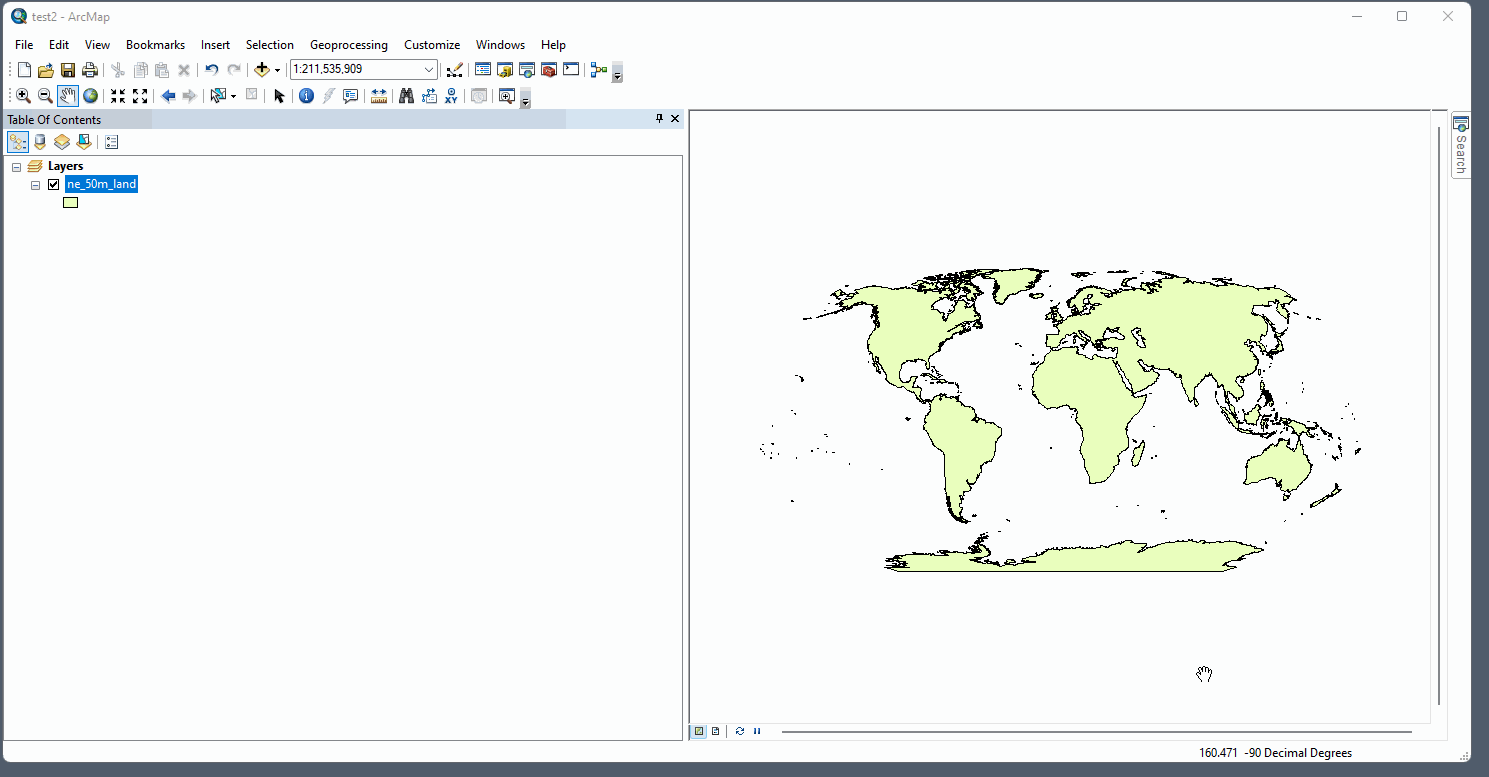 test2 - ArcMap
File Edit View Bookmarks Insert Selection Geoprocessing Customize Windows Help
1:211,535,909
XY
Table Of Contents
Layers
ne_50m_land
Search
160.471 -90 Decimal Degrees